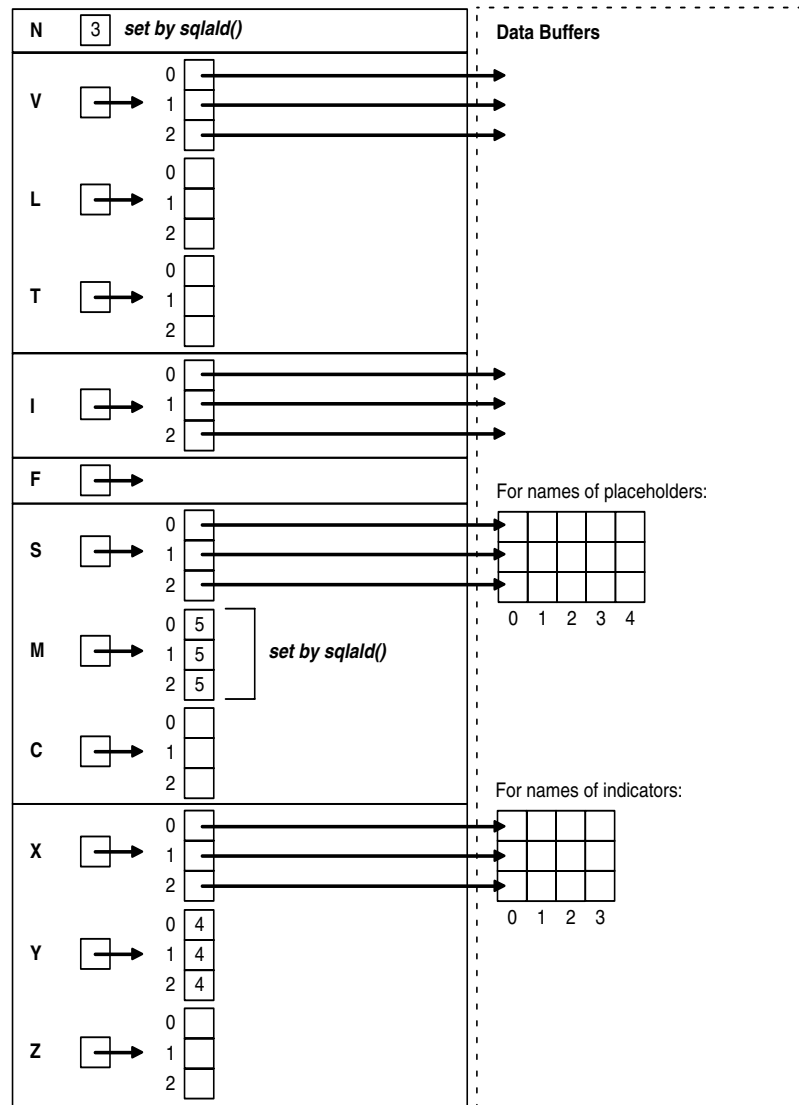 N 3 set by sqlald() Data Buffers
0
V 1
2
0
L 1
2
0
T 1
2
0
I 1
2
F
For names of placeholders:
0
S 1
2
0 1 2 3 4
0 5
M 1 5 set by sqlald()
2 5
0
C 1
2
For names of indicators:
0
X 1
2
0 1 2 3
0 4
Y 1 4
2 4
0
Z 1
2